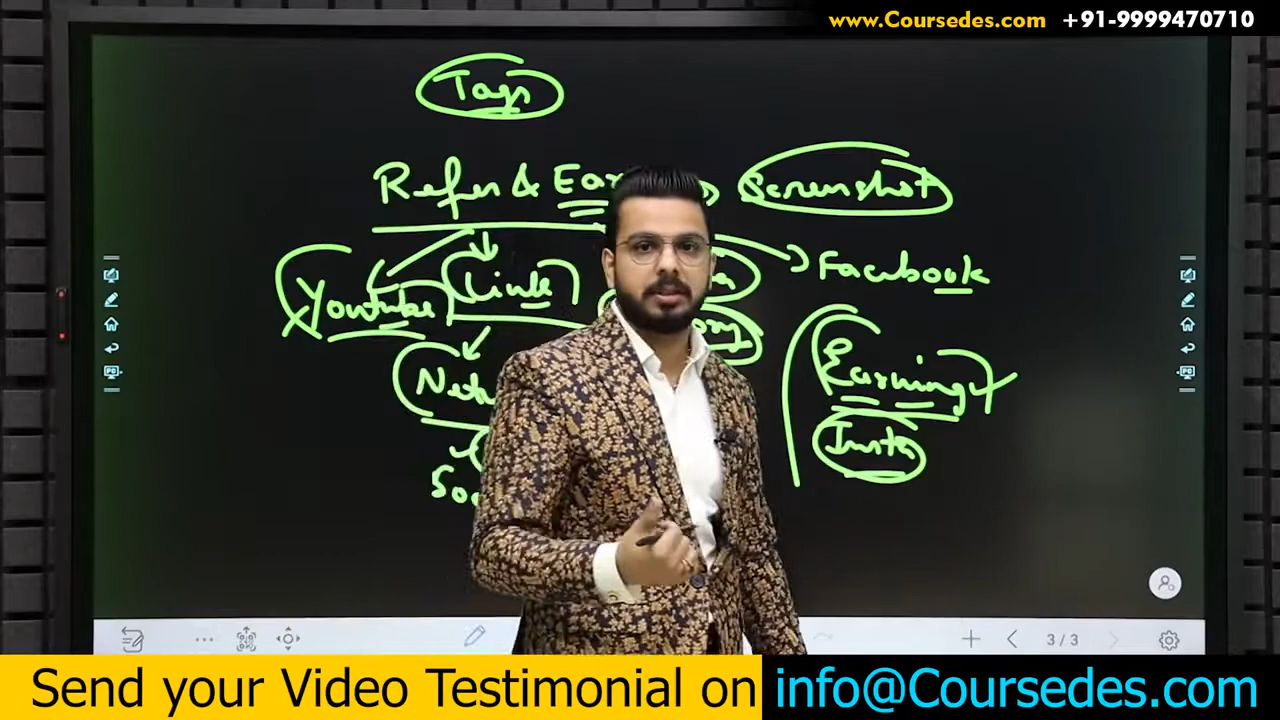 www.Coursedes.com +91-9999470710
Tags
Refer & Screenshot
Youtube Link Facebook
Earning
Insta
3/3
Send your Video Testimonial on info@Coursedes.com